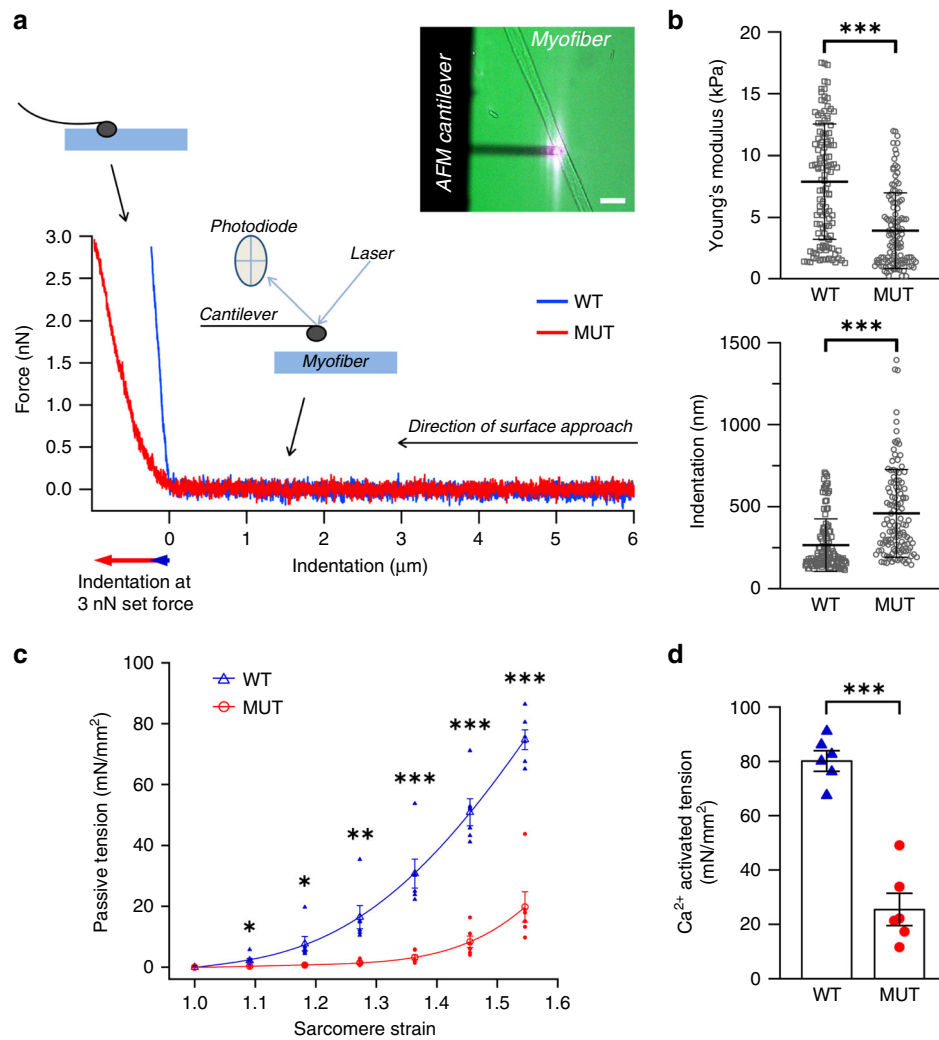 a
AFM cantilever
Myofiber
Photodiode
Laser
Cantilever
Myofiber
WT
MUT
Direction of surface approach
Force (nN)
3.0
2.5
2.0
1.5
1.0
0.5
0.0
0 1 2 3 4 5 6
Indentation (μm)
Indentation at
3 nN set force
b
***
Young's modulus (kPa)
20
15
10
5
0
WT MUT
***
Indentation (nm)
1500
1000
500
250
0
WT MUT
c
WT
MUT
Passive tension (mN/mm²)
100
80
60
40
20
0
* * ** *** *** ***
1.0 1.1 1.2 1.3 1.4 1.5 1.6
Sarcomere strain
d
***
Ca²⁺ activated tension
(mN/mm²)
100
80
60
40
20
0
WT MUT